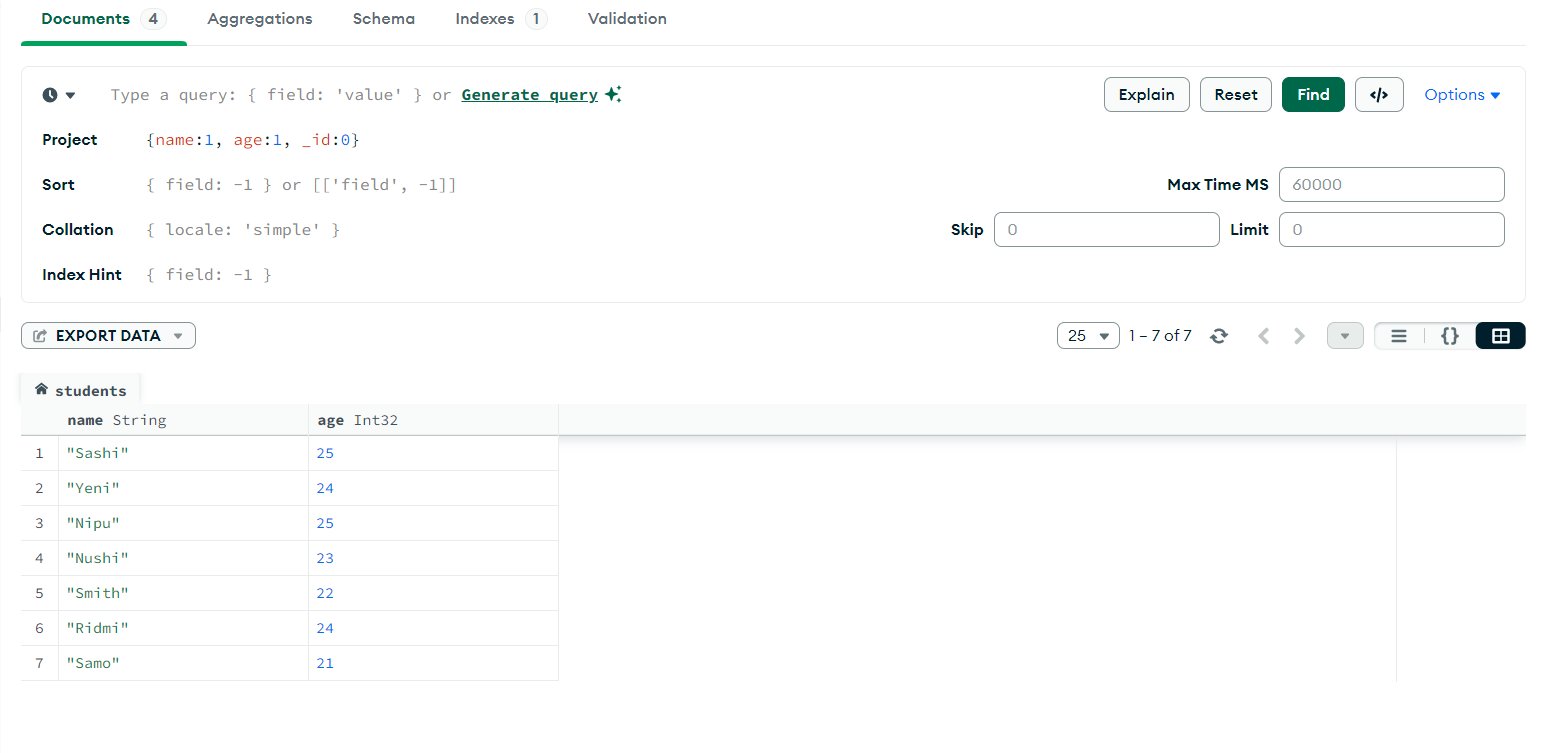 Documents 4 Aggregations Schema Indexes 1 Validation
Type a query: { field: 'value' } or Generate query Explain Reset Find </> Options
Project {name:1, age:1, _id:0}
Sort { field: -1 } or [['field', -1]] Max Time MS 60000
Collation { locale: 'simple' } Skip 0 Limit 0
Index Hint { field: -1 }
EXPORT DATA 25 1 – 7 of 7 {}
students
name String age Int32
1 "Sashi" 25
2 "Yeni" 24
3 "Nipu" 25
4 "Nushi" 23
5 "Smith" 22
6 "Ridmi" 24
7 "Samo" 21